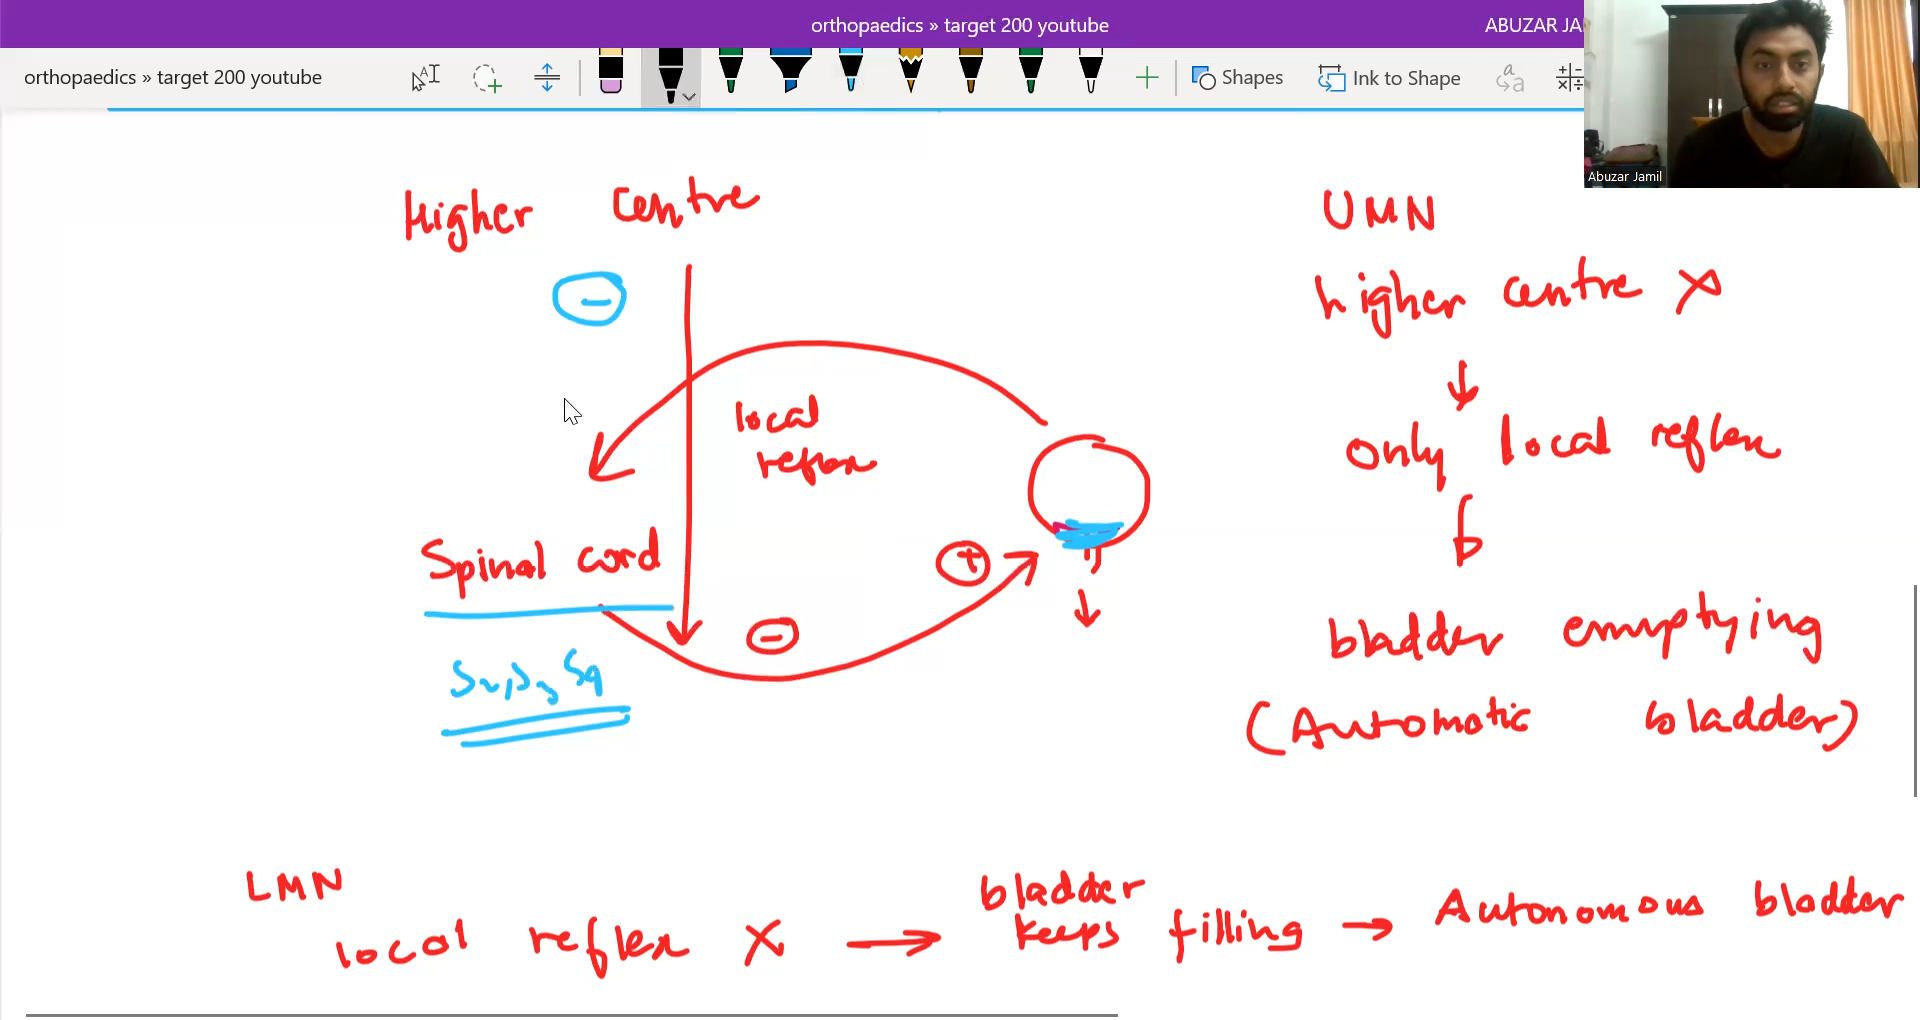 orthopaedics » target 200 youtube
ABUZAR JA
orthopaedics » target 200 youtube
Shapes
Ink to Shape
Abuzar Jamil
Higher Centre
UMN
higher centre X
local
reflex
only local reflex
Spinal cord
S2, S3, S4
bladder emuptying
(Automatic bladder)
LMN
local reflex X → bladder keeps filling → Autonomous bladder